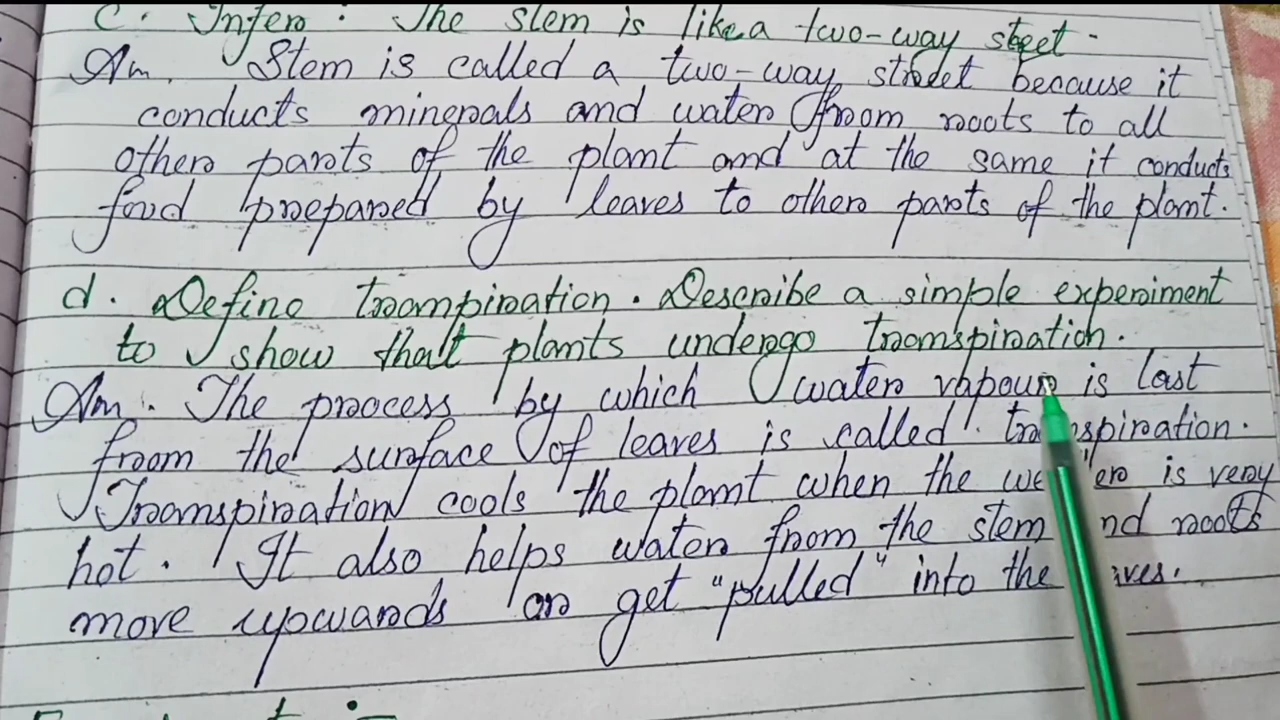 c. Infer: The stem is like a two-way street.
Ans. Stem is called a two-way street because it
conducts minerals and water from roots to all
other parts of the plant and at the same it conducts
food prepared by leaves to other parts of the plant.
d. Define transpiration. Describe a simple experiment
to show that plants undergo transpiration.
Ans. The process by which water vapour is last
from the surface of leaves is called transpiration.
Transpiration cools the plant when the is very
hot. It also helps water from the stem and roots
more upwards or get "pulled" into the